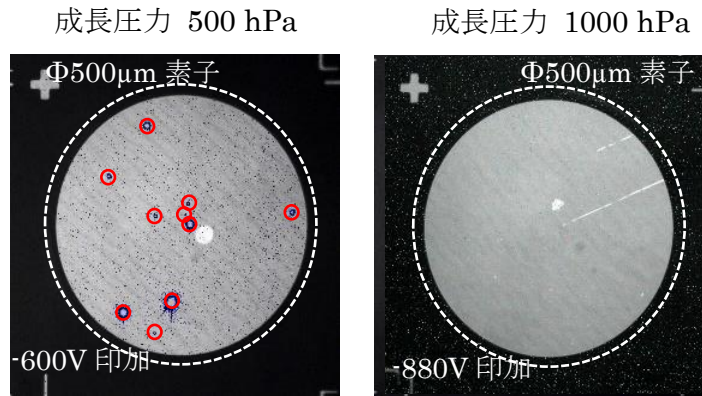 成長圧力 500 hPa
成長圧力 1000 hPa
Φ500μm 素子
Φ500μm 素子
-600V 印加
-880V 印加